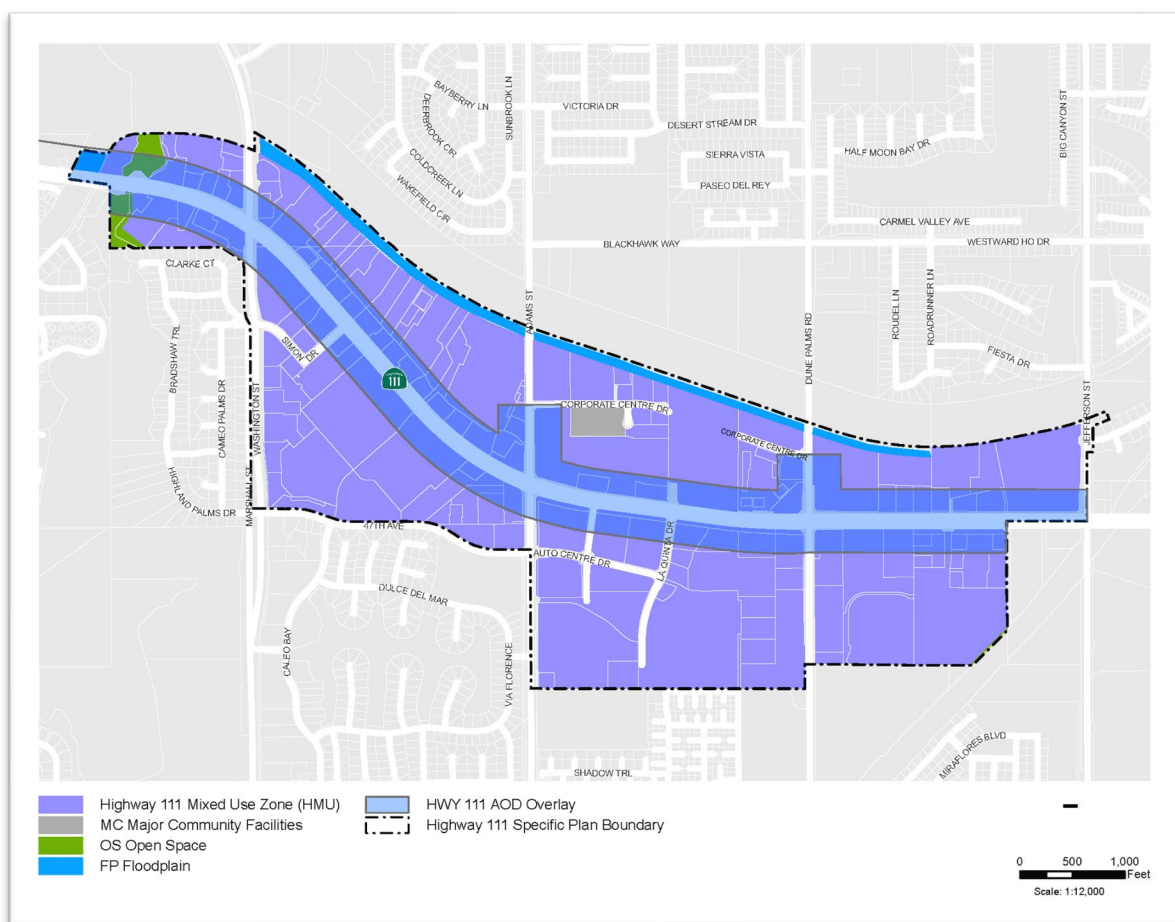 BAYBERRY LN
DEERBROOK CIR
SUNBROOK LN
VICTORIA DR
DESERT STREAM DR
BIG CANYON ST
COLDCREEK LN
WAKEFIELD CIR
SIERRA VISTA
HALF MOON BAY DR
PASEO DEL REY
CARMEL VALLEY AVE
BLACKHAWK WAY
WESTWARD HO DR
CLARKE CT
BRADSHAW TRL
SIMON DR
ADAMS ST
DUNE PALMS RD
ROUDEL LN
ROADRUNNER LN
FIESTA DR
111
CAMEO PALMS DR
WASHINGTON ST
CORPORATE CENTRE DR
CORPORATE CENTRE DR
JEFFERSON ST
HIGHLAND PALMS DR
MARSHALL ST
47TH AVE
AUTO CENTRE DR
LA QUINTA DR
DULCE DEL MAR
CALEO BAY
VIA FLORENCE
SHADOW TRL
MIRAFLORES BLVD
Highway 111 Mixed Use Zone (HMU)
MC Major Community Facilities
OS Open Space
FP Floodplain
HWY 111 AOD Overlay
Highway 111 Specific Plan Boundary
0 500 1,000
Feet
Scale: 1:12,000